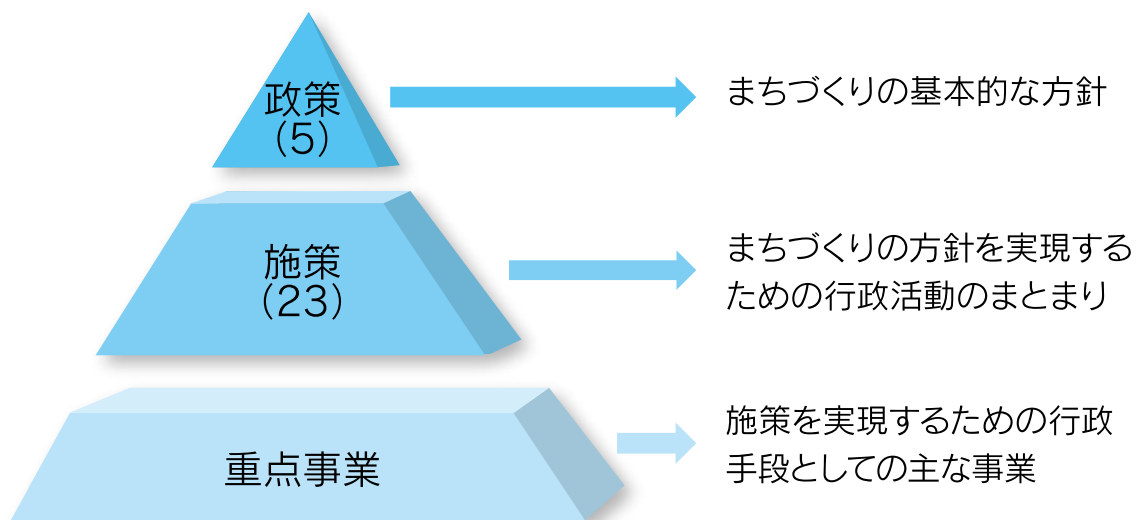 政策
(5)
まちづくりの基本的な方針
施策
(23)
まちづくりの方針を実現する
ための行政活動のまとまり
重点事業
施策を実現するための行政
手段としての主な事業